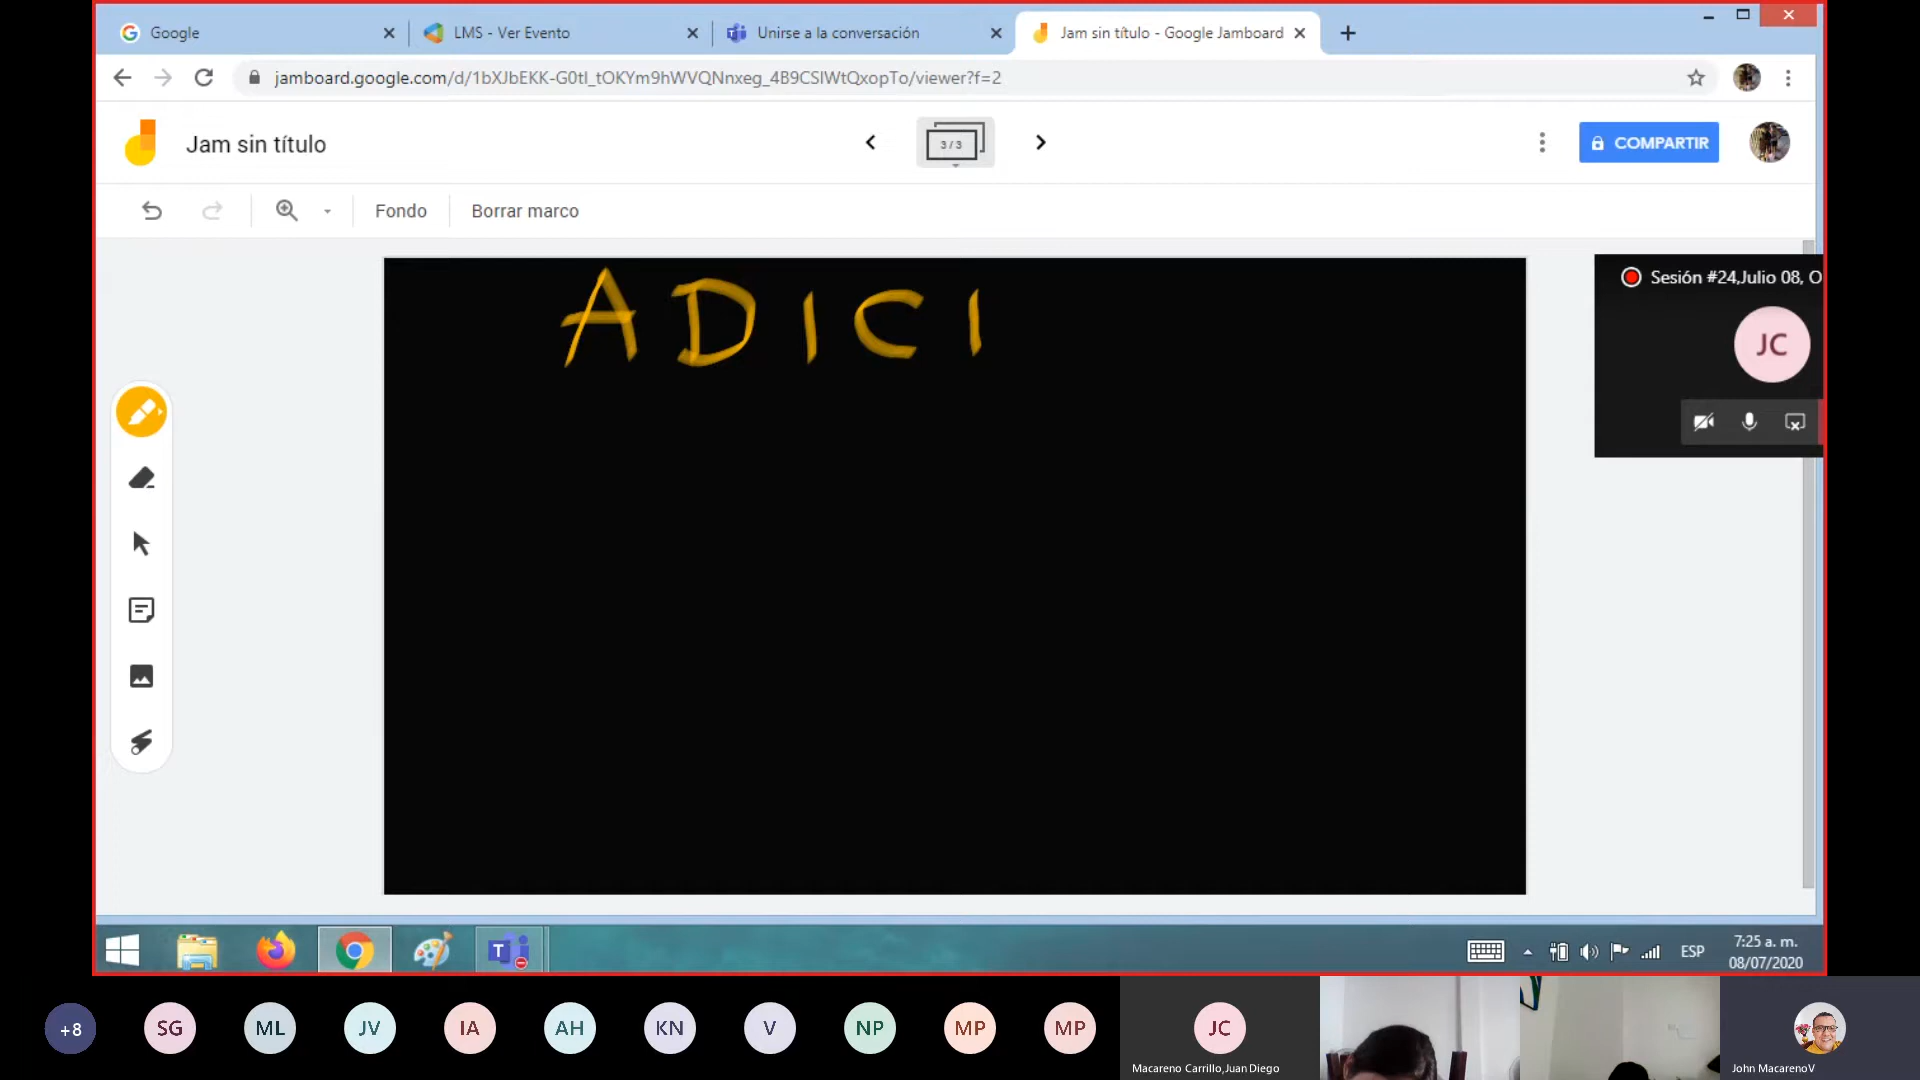 Google
LMS - Ver Evento
Unirse a la conversación
Jam sin título - Google Jamboard
jamboard.google.com/d/1bXJbEKK-G0tI_tOKYm9hWVQNnxeg_4B9CSIWtQxopTo/viewer?f=2
Jam sin título
3 / 3
COMPARTIR
Fondo
Borrar marco
Sesión #24,Julio 08, O
JC
A D I C I
ESP
7:25 a. m.
08/07/2020
+8
SG
ML
JV
IA
AH
KN
V
NP
MP
MP
JC
Macareno Carrillo,Juan Diego
John MacarenoV